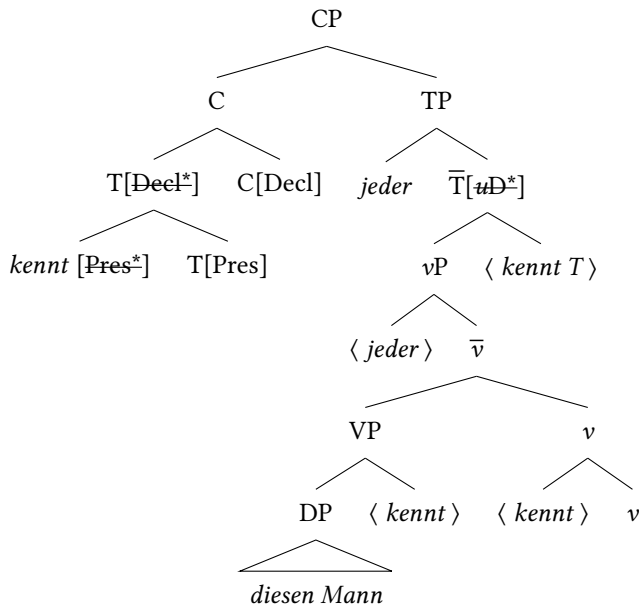 CP
C TP
T[Decl*] C[Decl] jeder T̅[uD*]
kennt [Pres*] T[Pres] vP ⟨ kennt T ⟩
⟨ jeder ⟩ v̅
VP v
DP ⟨ kennt ⟩ ⟨ kennt ⟩ v
diesen Mann